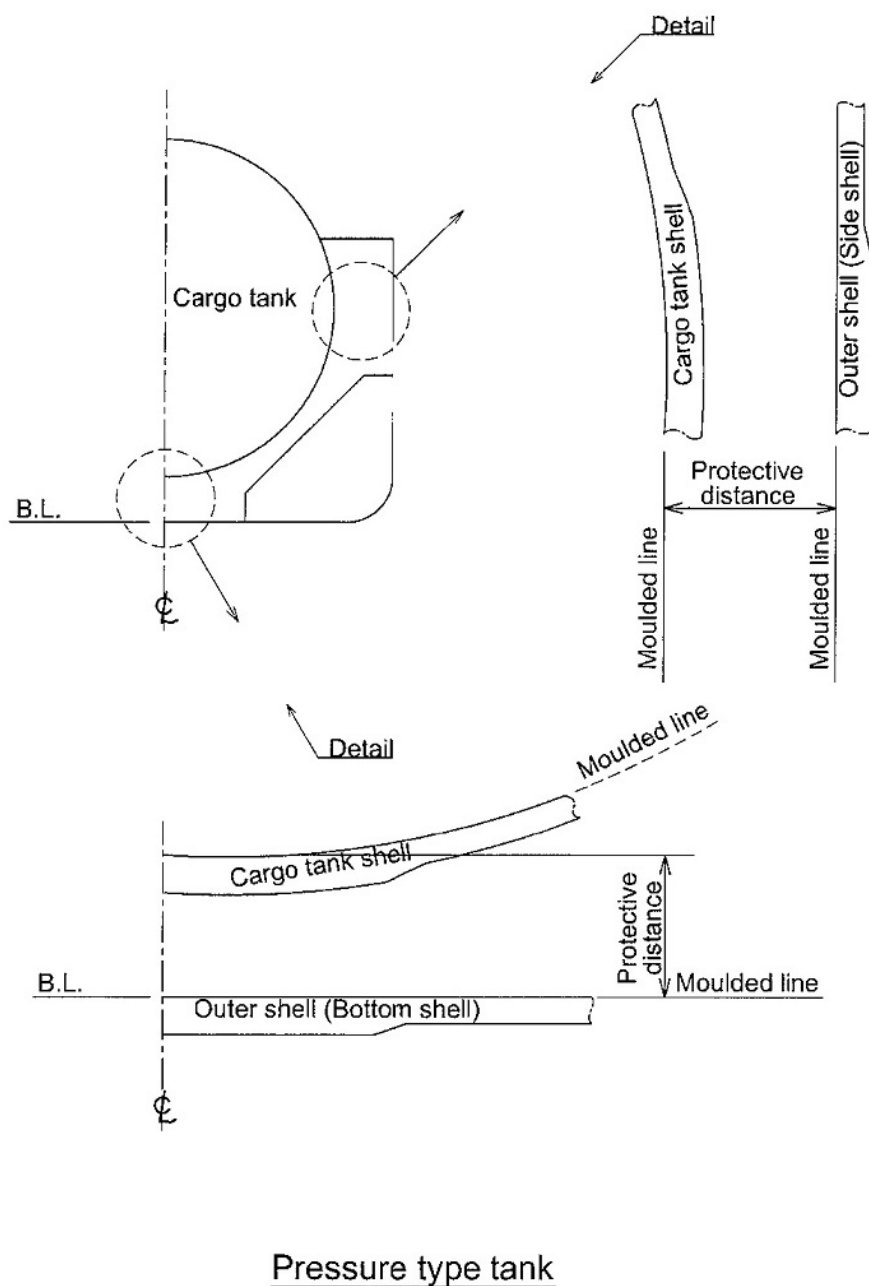 Detail
Cargo tank
B.L.
℄
Cargo tank shell
Outer shell (Side shell)
Protective
distance
Moulded line
Moulded line
Detail
Moulded line
Cargo tank shell
Protective
distance
B.L.
Moulded line
Outer shell (Bottom shell)
℄
Pressure type tank